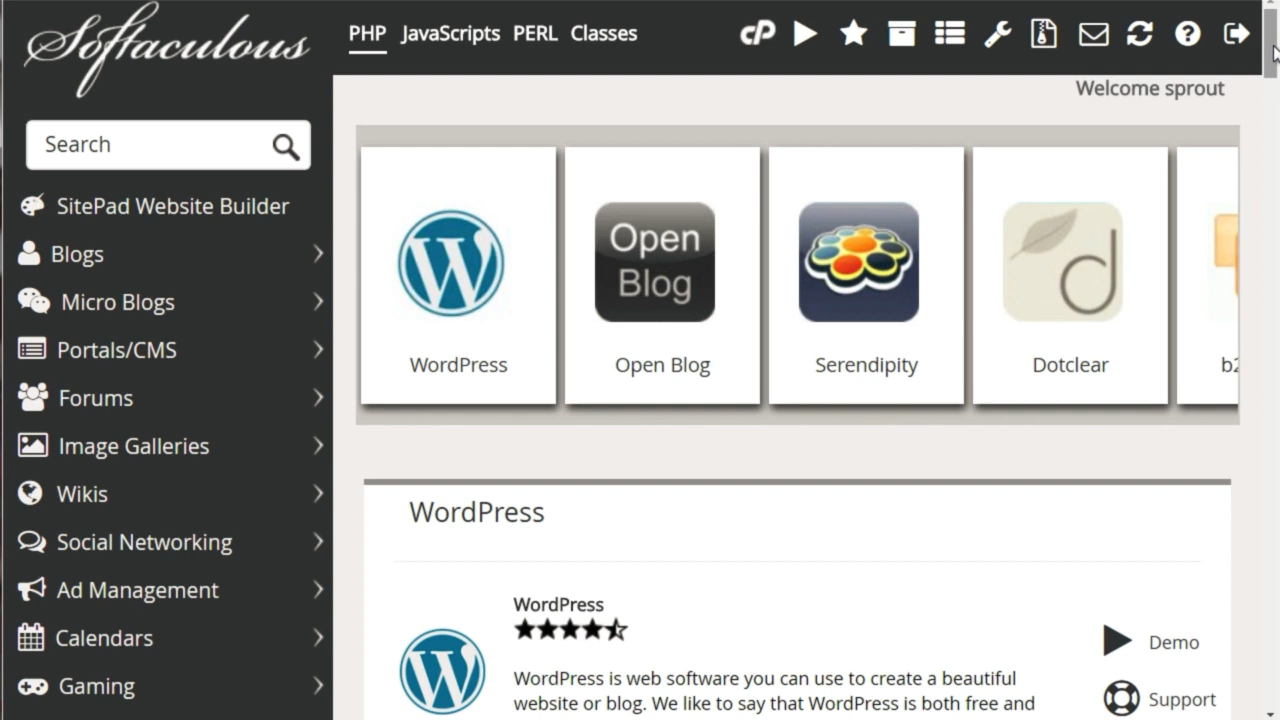 Softaculous
PHP JavaScripts PERL Classes
cP
Welcome sprout
Search
SitePad Website Builder
Blogs
Micro Blogs
Portals/CMS
Forums
Image Galleries
Wikis
Social Networking
Ad Management
Calendars
Gaming
Open
Blog
d
WordPress
Open Blog
Serendipity
Dotclear
WordPress
WordPress
WordPress is web software you can use to create a beautiful
website or blog. We like to say that WordPress is both free and
Demo
Support